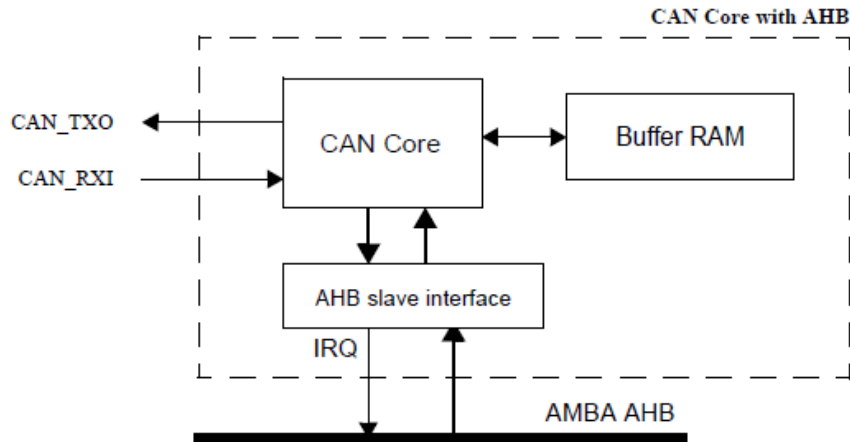 CAN Core with AHB
CAN_TXO
CAN Core
Buffer RAM
CAN_RXI
AHB slave interface
IRQ
AMBA AHB